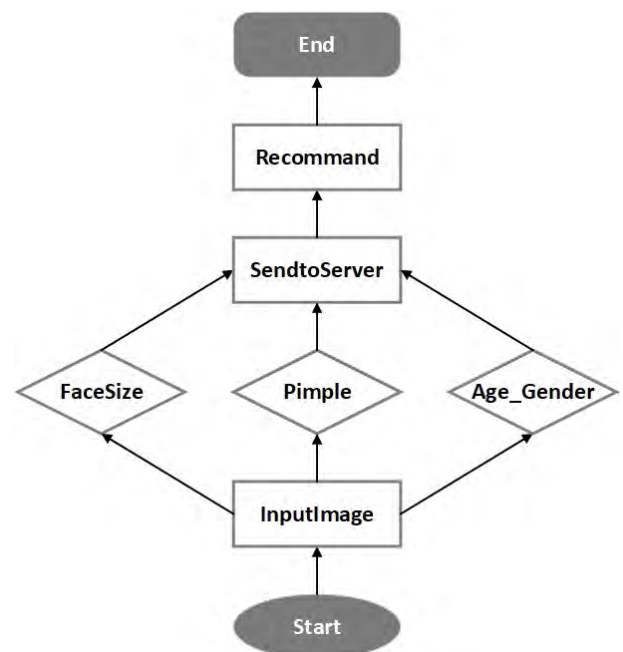 End
Recommand
SendtoServer
FaceSize
Pimple
Age_Gender
InputImage
Start